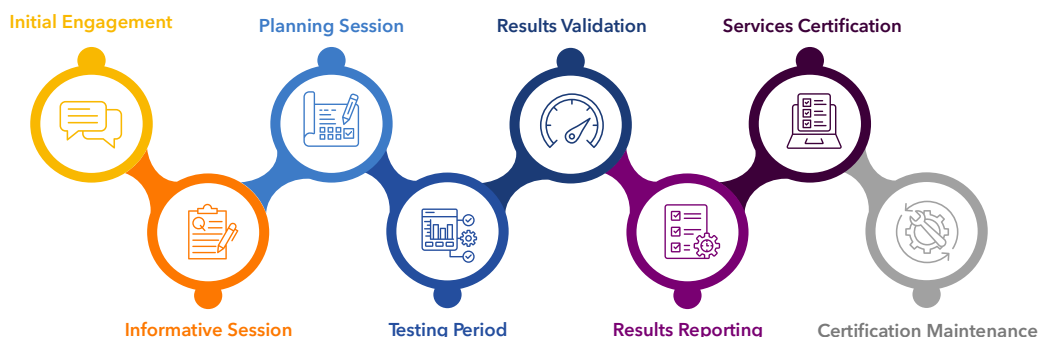 Initial Engagement
Planning Session
Results Validation
Services Certification
Informative Session
Testing Period
Results Reporting
Certification Maintenance